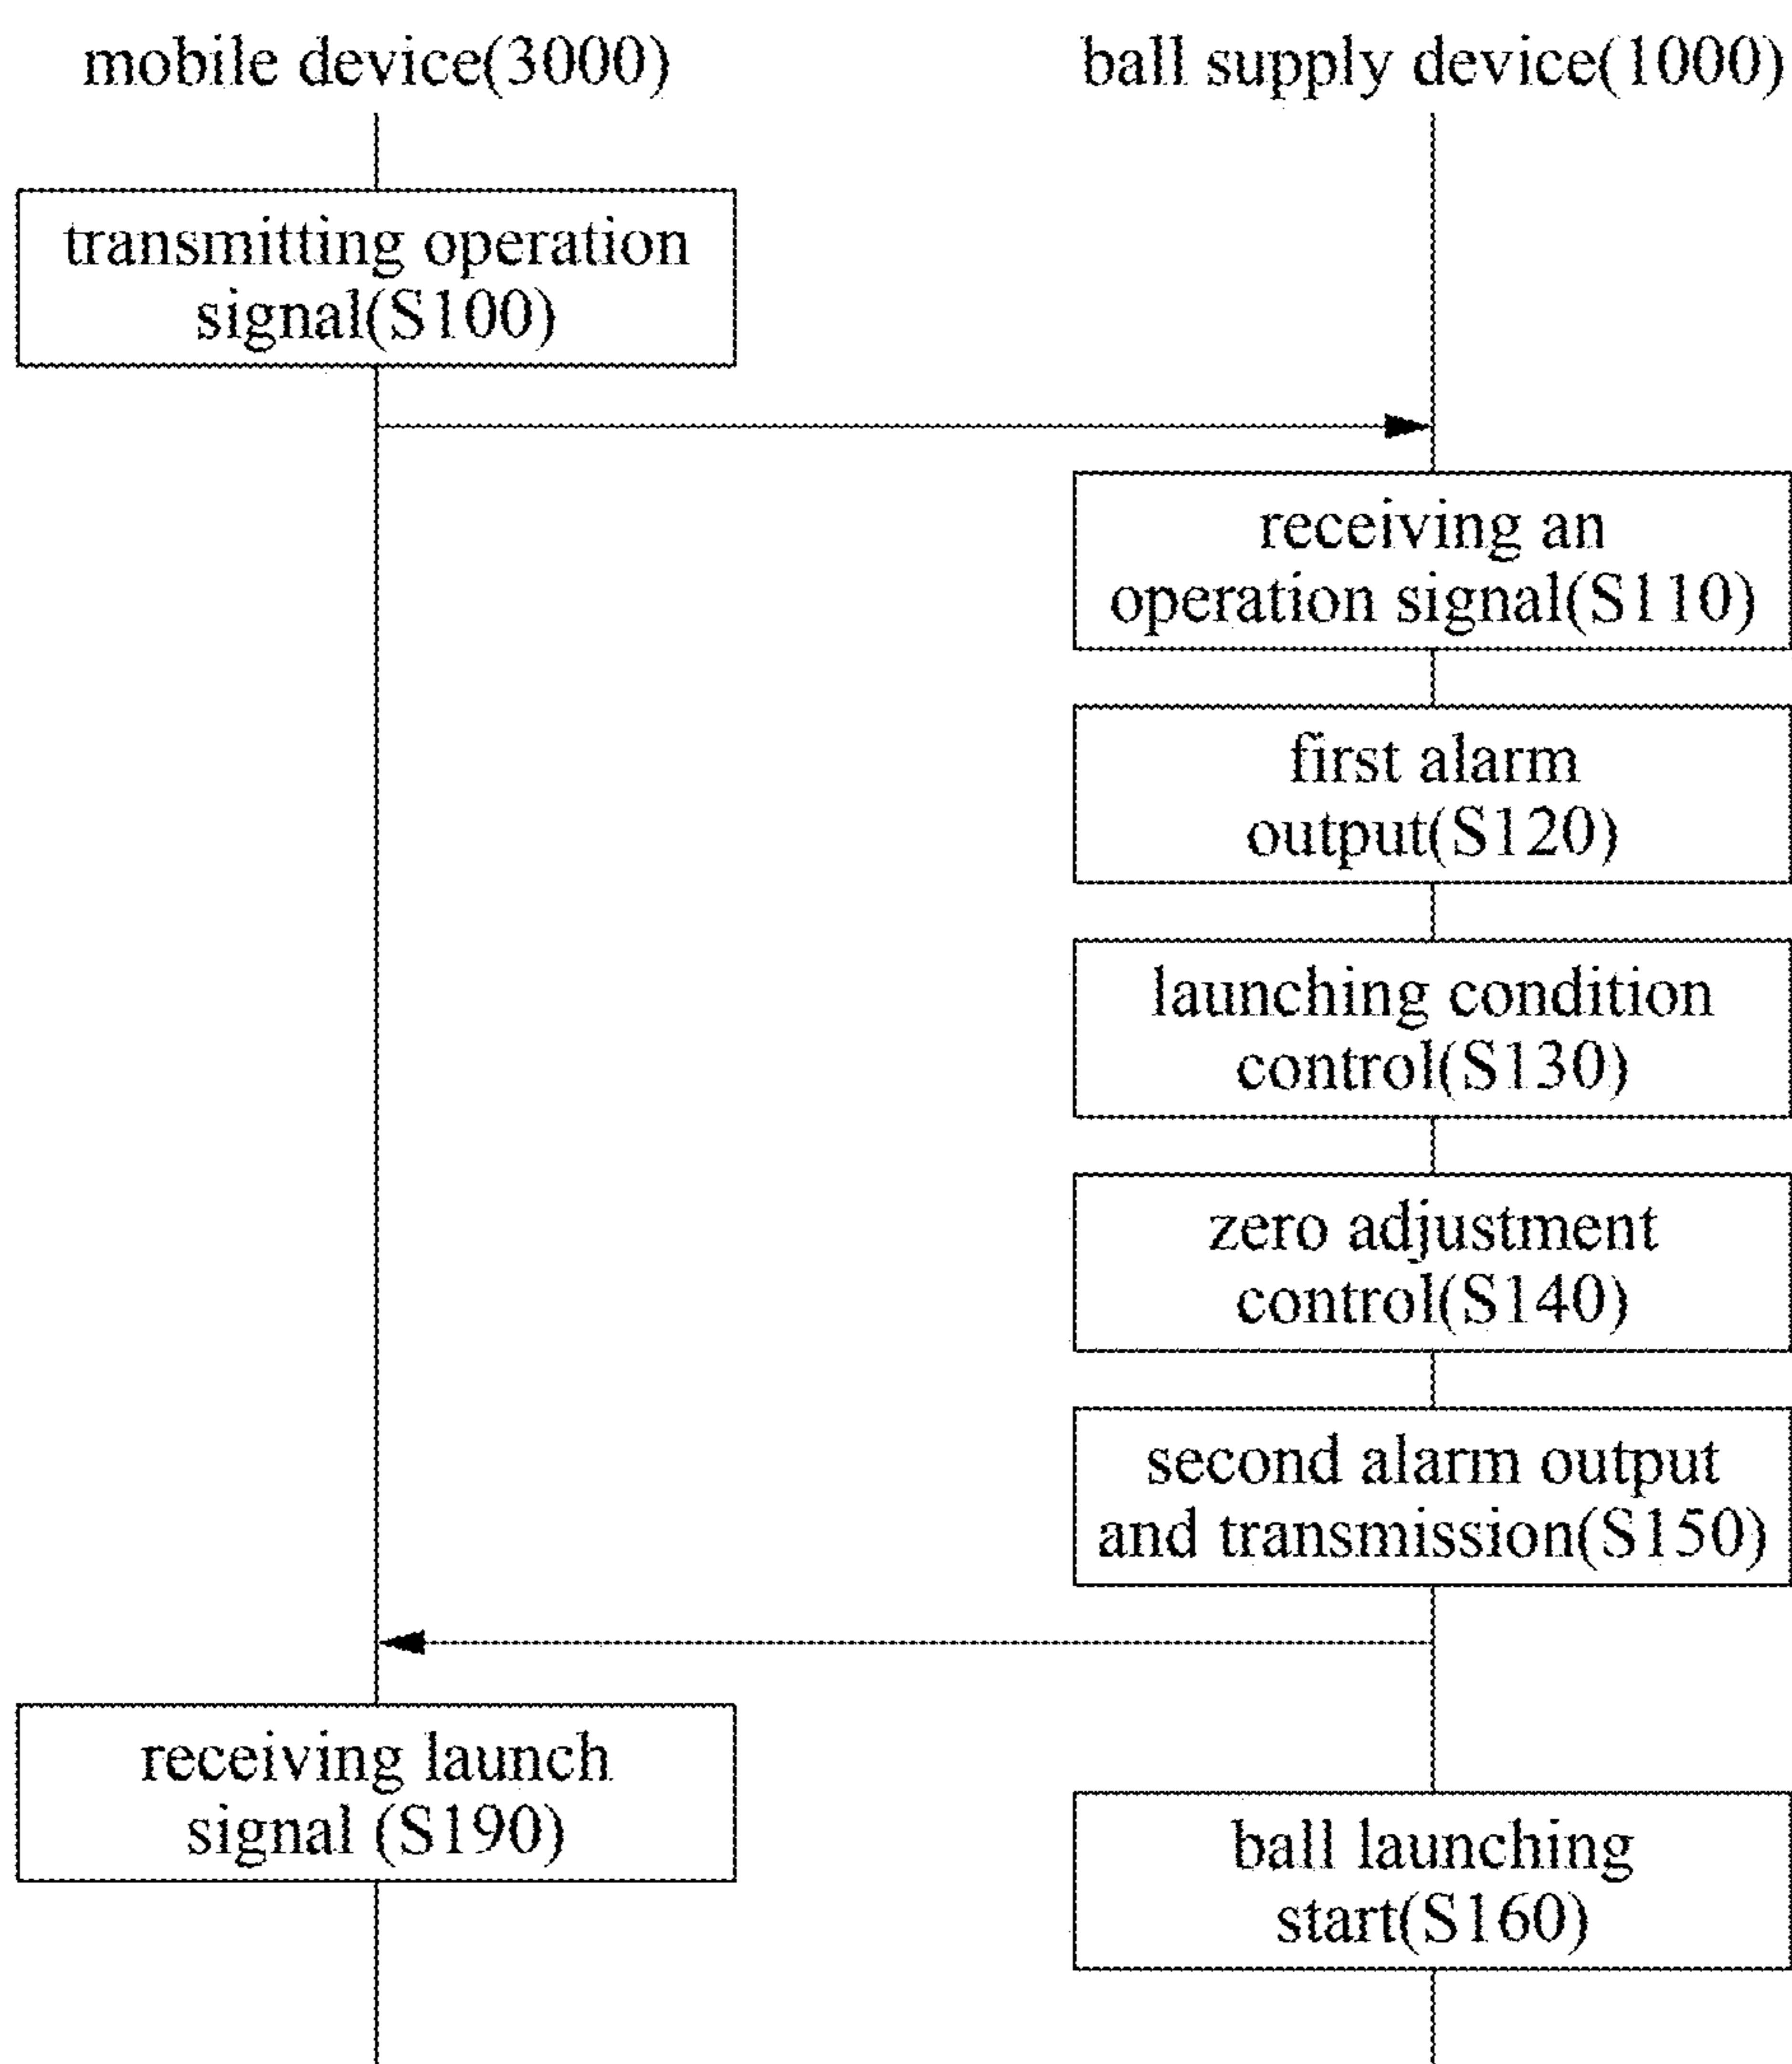 mobile device(3000)
ball supply device(1000)
transmitting operation
signal(S100)
receiving an
operation signal(S110)
first alarm
output(S120)
launching condition
control(S130)
zero adjustment
control(S140)
second alarm output
and transmission(S150)
receiving launch
signal (S190)
ball launching
start(S160)